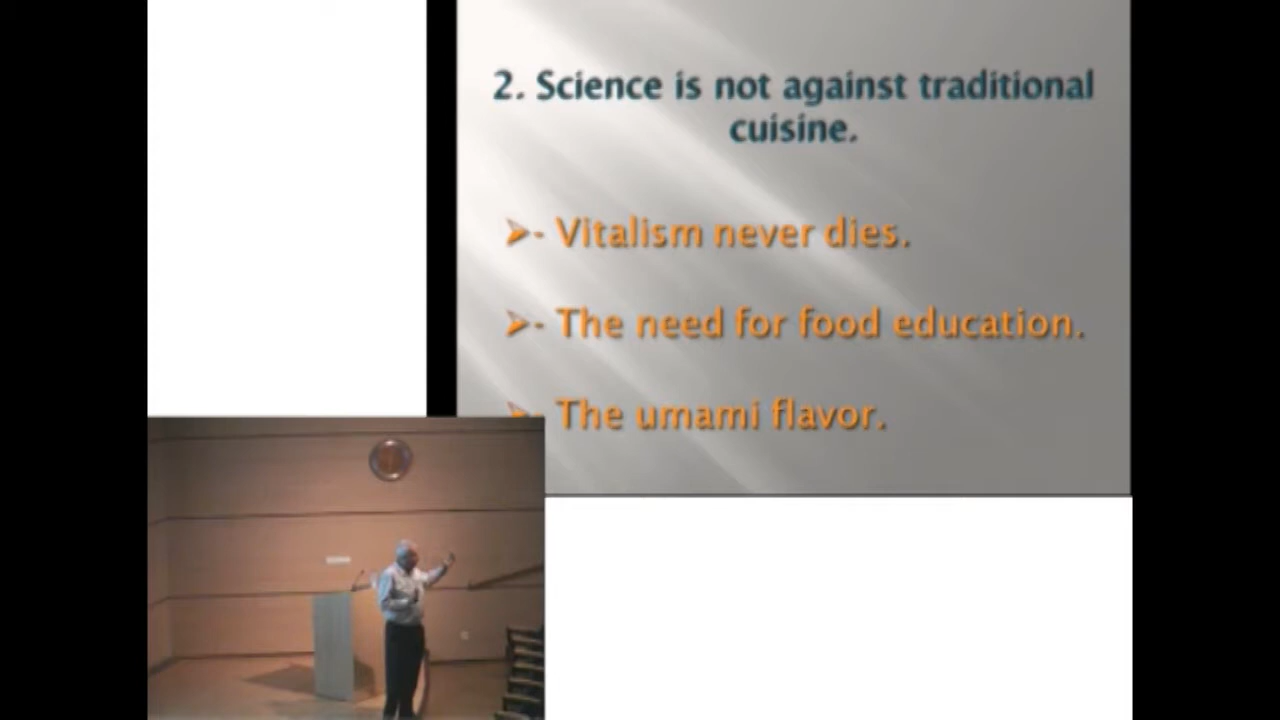 2. Science is not against traditional
cuisine.
➢- Vitalism never dies.
➢- The need for food education.
➢- The umami flavor.